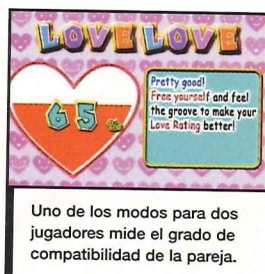 LOVE LOVE
65%
Pretty good!
Free yourself and feel
the groove to make your
Love Rating better!
Uno de los modos para dos
jugadores mide el grado de
compatibilidad de la pareja.